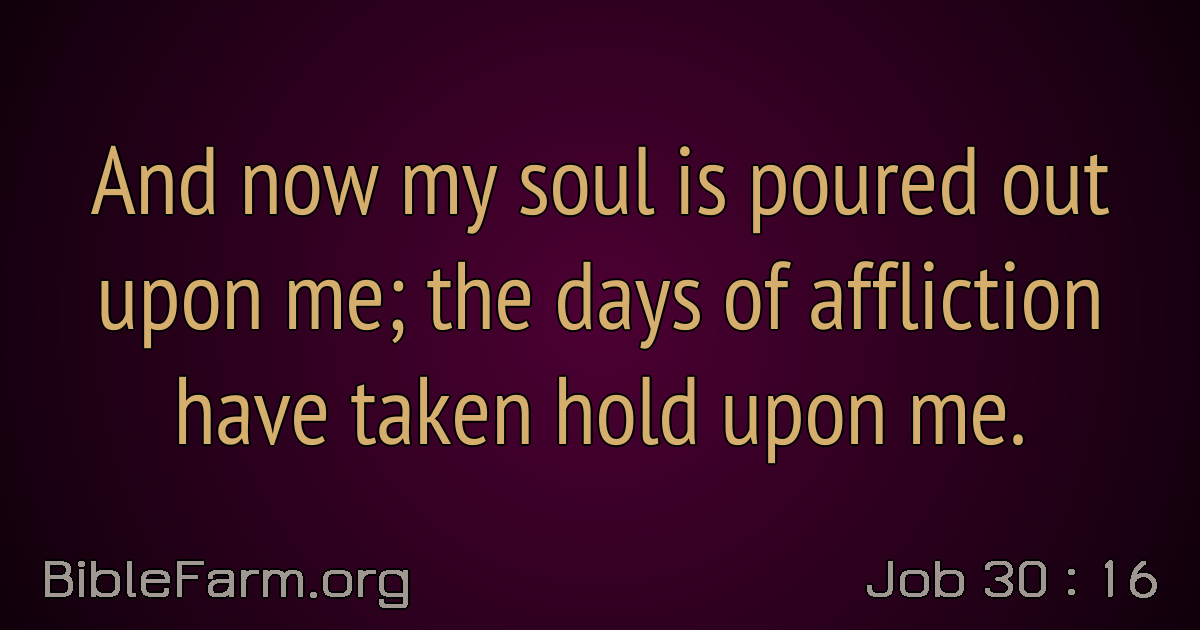 And now my soul is poured out
upon me; the days of affliction
have taken hold upon me.
BibleFarm.org
Job 30 : 16